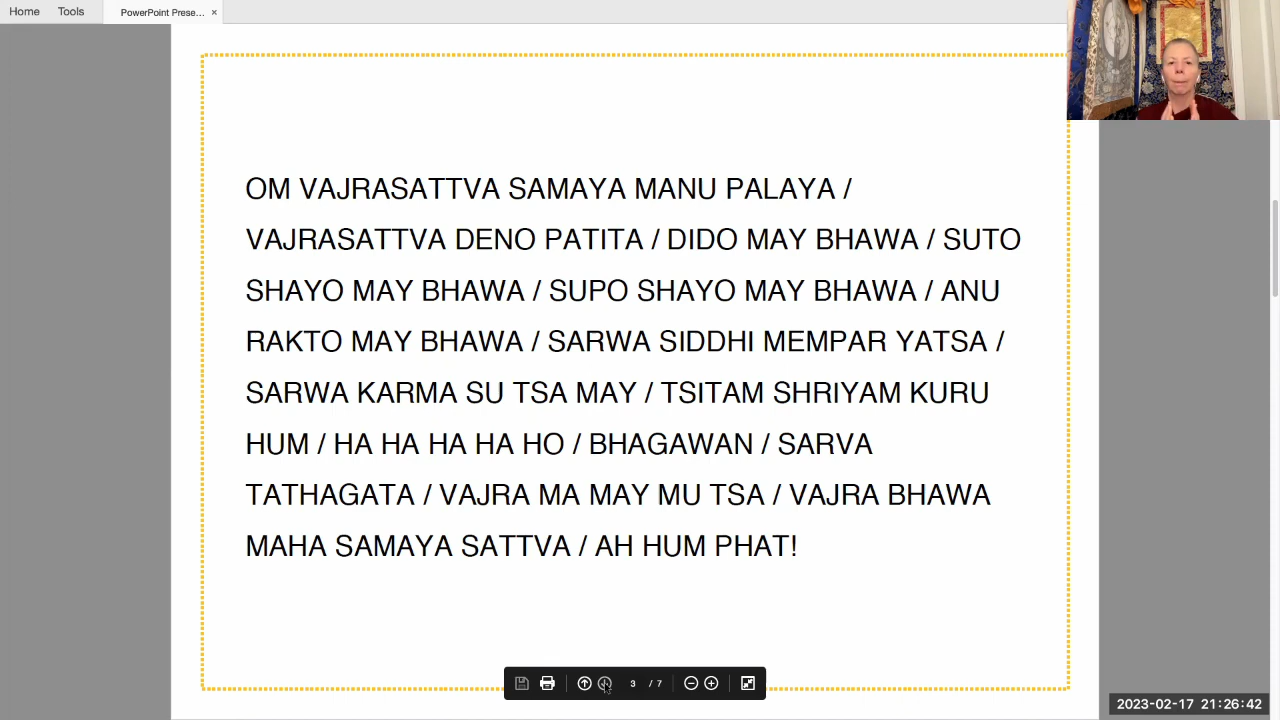 Home Tools PowerPoint Prese... ×
OM VAJRASATTVA SAMAYA MANU PALAYA /
VAJRASATTVA DENO PATITA / DIDO MAY BHAWA / SUTO
SHAYO MAY BHAWA / SUPO SHAYO MAY BHAWA / ANU
RAKTO MAY BHAWA / SARWA SIDDHI MEMPAR YATSA /
SARWA KARMA SU TSA MAY / TSITAM SHRIYAM KURU
HUM / HA HA HA HA HO / BHAGAWAN / SARVA
TATHAGATA / VAJRA MA MAY MU TSA / VAJRA BHAWA
MAHA SAMAYA SATTVA / AH HUM PHAT!
3 / 7
2023-02-17 21:26:42